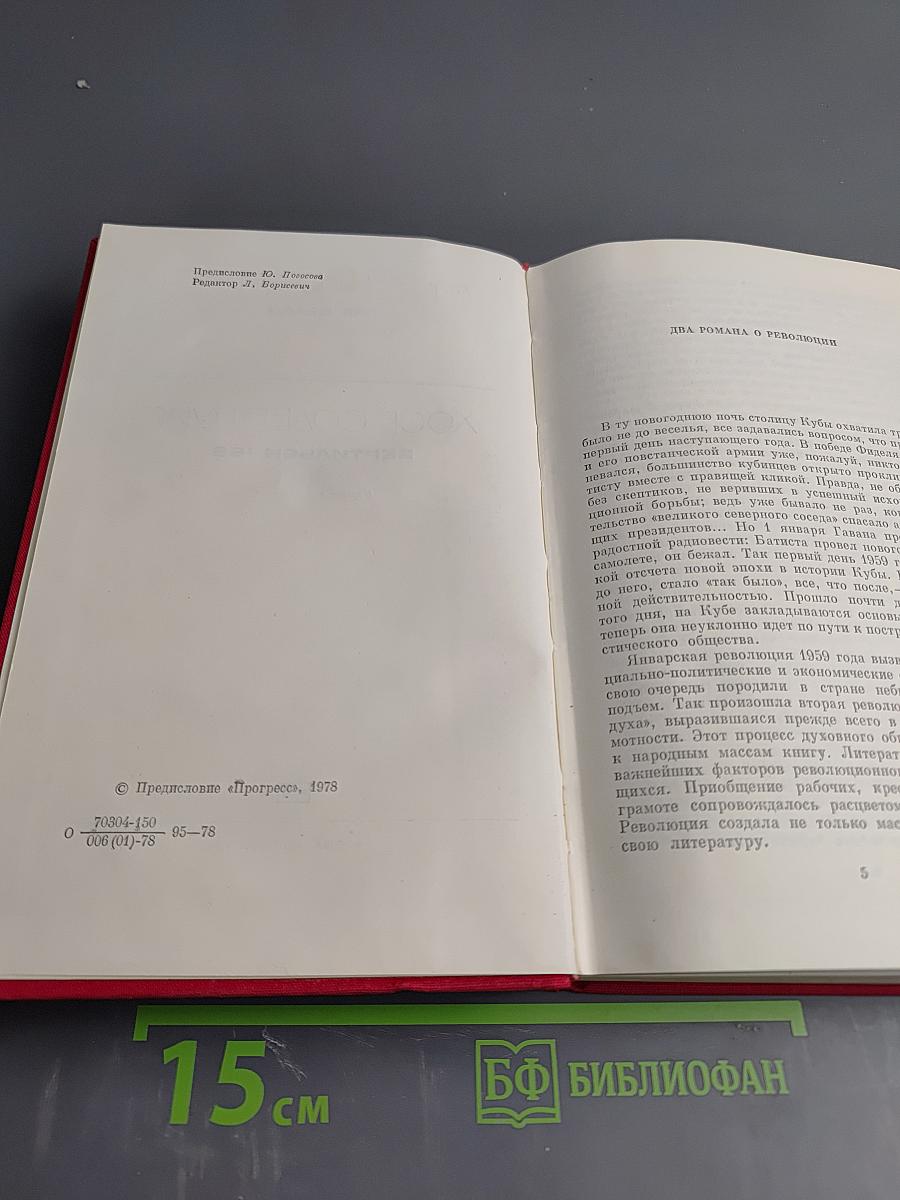 Предисловие Ю. Погосова
Редактор Л. Борисевич
© Предисловие «Прогресс», 1978
О 70304-150 95—78
006 (01)-78
ДВА РОМАНА О РЕВОЛЮЦИИ
В ту новогоднюю ночь столицу Кубы охватила
было не до веселья, все задавались вопросом, что
первый день наступающего года. В победе Фиделя
и его повстанческой армии уже, пожалуй,
певался, большинство кубинцев открыто
тисту вместе с правящей кликой. Правда, не
без скептиков, не веривших в успешный
ционной борьбы; ведь уже бывало не раз,
тельство «великого северного соседа» спасало
щих президентов... Но 1 января Гавана
радостной радиовести: Батиста провел
самолете, он бежал. Так первый день 1959
кой отсчета новой эпохи в истории Кубы.
до него, стало «так было», все, что после,—
ной действительностью. Прошло почти
того дня, на Кубе закладываются
теперь она неуклонно идет по пути к
стического общества.
Январская революция 1959 года
циально-политические и экономические
свою очередь породили в стране
подъем. Так произошла вторая
духа», выразившаяся прежде всего в
мотности. Этот процесс духовного
к народным массам книгу.
важнейших факторов
щихся. Приобщение рабочих,
грамоте сопровождалось
Революция создала не только
свою литературу.
5
15 см
БФ БИБЛИОФАН